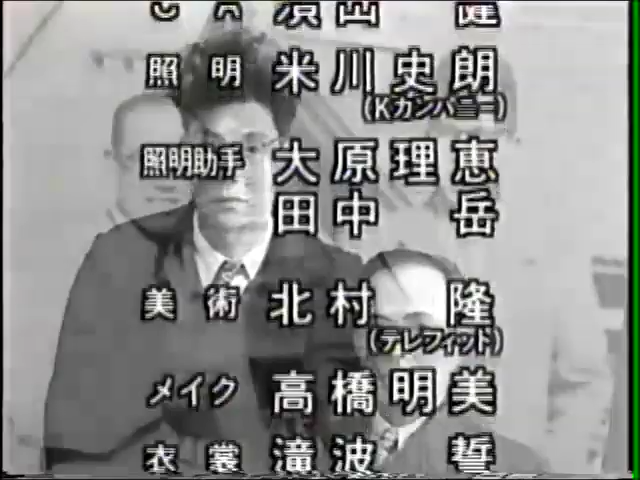 照明 米川史朗
(Kカンパニー)
照明助手 大原理恵
田中 岳
美術 北村 隆
(テレフィット)
メイク 高橋明美
衣裳 滝波 誓